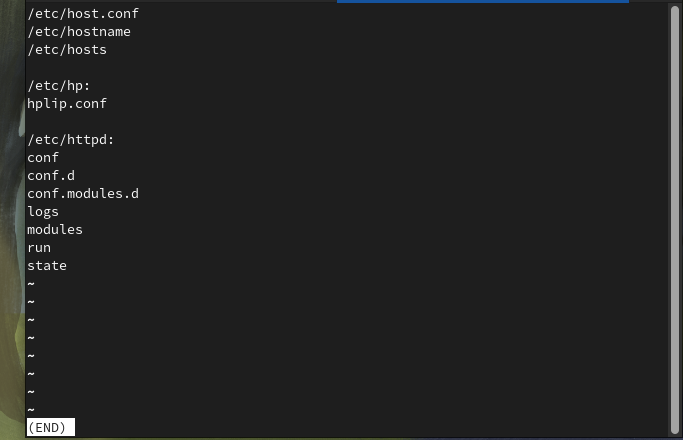 /etc/host.conf
/etc/hostname
/etc/hosts

/etc/hp:
hplip.conf

/etc/httpd:
conf
conf.d
conf.modules.d
logs
modules
run
state
~
~
~
~
~
~
~
~
(END)